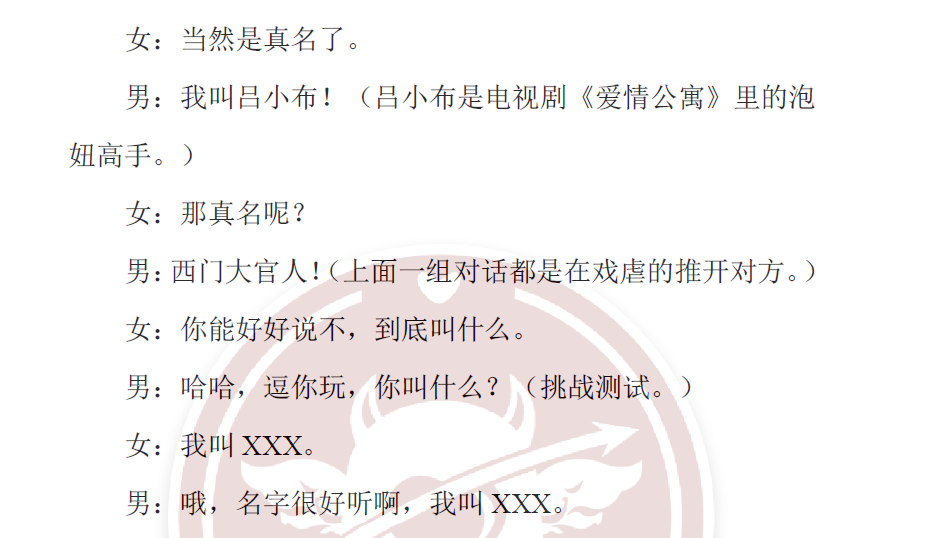 女：当然是真名了。
男：我叫吕小布！（吕小布是电视剧《爱情公寓》里的泡
妞高手。）
女：那真名呢？
男：西门大官人！（上面一组对话都是在戏虐的推开对方。）
女：你能好好说不，到底叫什么。
男：哈哈，逗你玩，你叫什么？（挑战测试。）
女：我叫 XXX。
男：哦，名字很好听啊，我叫 XXX。